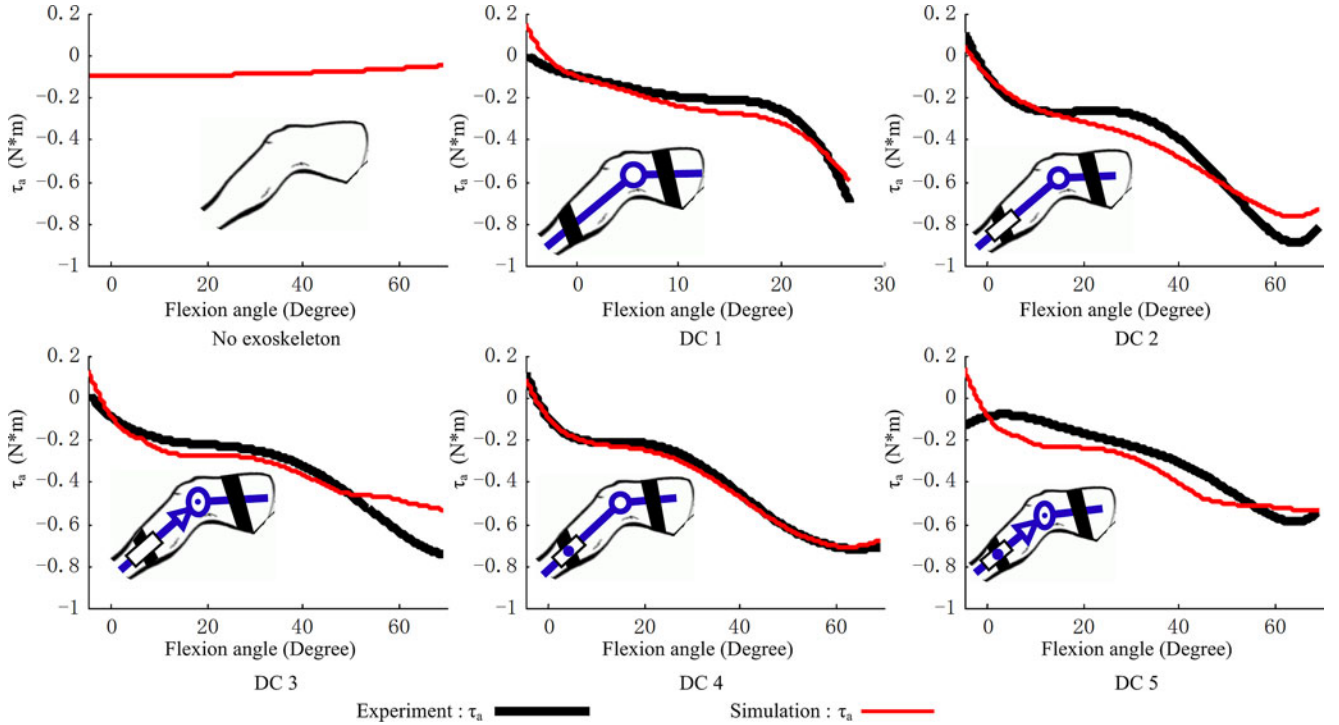 0.2 0 −0.2 −0.4 −0.6 −0.8 −1
τa (N*m)
0 20 40 60
Flexion angle (Degree)
No exoskeleton
0.2 0 −0.2 −0.4 −0.6 −0.8 −1
τa (N*m)
0 10 20 30
Flexion angle (Degree)
DC 1
0.2 0 −0.2 −0.4 −0.6 −0.8 −1
τa (N*m)
0 20 40 60
Flexion angle (Degree)
DC 2
0.2 0 −0.2 −0.4 −0.6 −0.8 −1
τa (N*m)
0 20 40 60
Flexion angle (Degree)
DC 3
0.2 0 −0.2 −0.4 −0.6 −0.8 −1
τa (N*m)
0 20 40 60
Flexion angle (Degree)
DC 4
0.2 0 −0.2 −0.4 −0.6 −0.8 −1
τa (N*m)
0 20 40 60
Flexion angle (Degree)
DC 5
Experiment : τa Simulation : τa